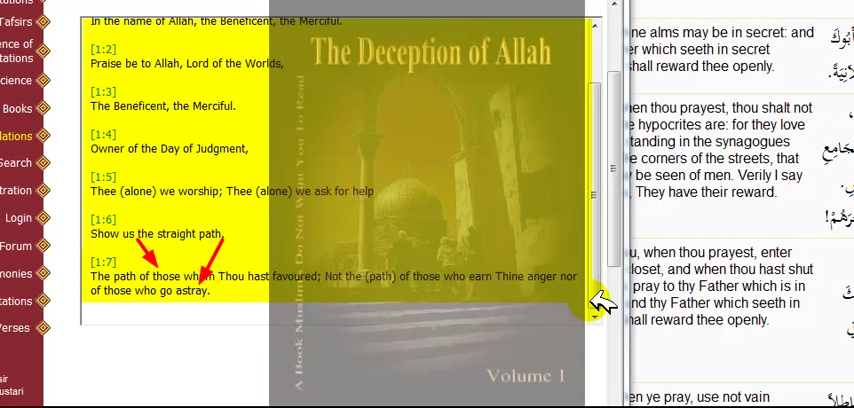 Tafsirs
ence of
tations
cience
Books
lations
Search
tration
Login
Forum
monies
tations
Verses
sir
ustari
In the name of Allah, the Beneficent, the Merciful.
[1:2]
Praise be to Allah, Lord of the Worlds,
[1:3]
The Beneficent, the Merciful.
[1:4]
Owner of the Day of Judgment,
[1:5]
Thee (alone) we worship; Thee (alone) we ask for help
[1:6]
Show us the straight path,
[1:7]
The path of those whom Thou hast favoured; Not the (path) of those who earn Thine anger nor
of those who go astray.
The Deception of Allah
A Book Muslims Do Not Want You To Read
Volume 1
ne alms may be in secret: and
er which seeth in secret
hall reward thee openly.
en thou prayest, thou shalt not
e hypocrites are: for they love
tanding in the synagogues
e corners of the streets, that
y be seen of men. Verily I say
, They have their reward.
u, when thou prayest, enter
loset, and when thou hast shut
pray to thy Father which is in
nd thy Father which seeth in
hall reward thee openly.
en ye pray, use not vain
أَبُوكَ
لَانِيَةً.